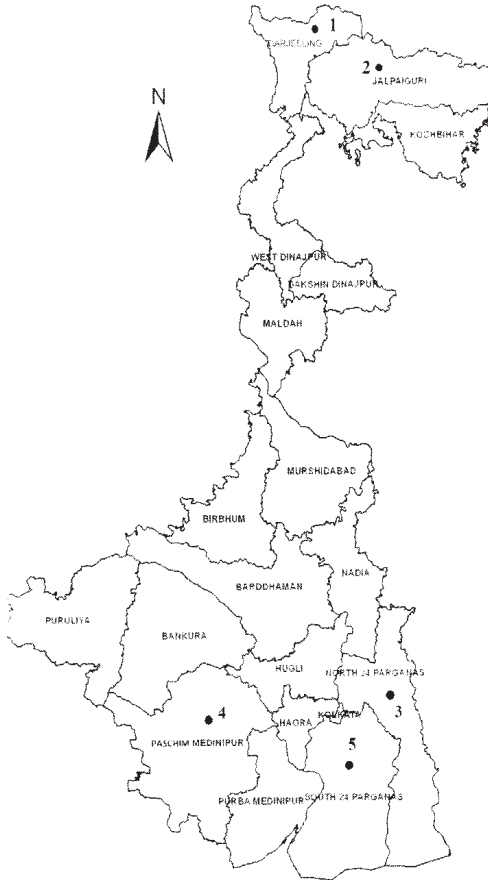 1
DARJEELING
2
JALPAIGURI
KOCHBIHAR
N
WEST DINAJPUR
DAKSHIN DINAJPUR
MALDAH
MURSHIDABAD
BIRBHUM
NADIA
BARDDHAMAN
PURULIYA
BANKURA
HUGLI
NORTH 24 PARGANAS
3
4
KOLKATA
HAORA
PASCHIM MEDINIPUR
5
PURBA MEDINIPUR
SOUTH 24 PARGANAS